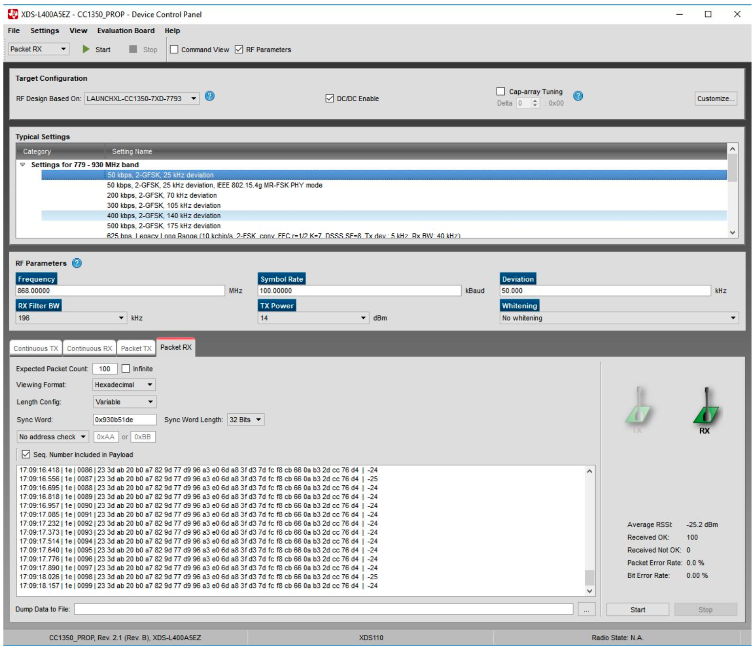 XDS-L400A5EZ - CC1350_PROP - Device Control Panel
File Settings View Evaluation Board Help
Packet RX Start Stop Command View RF Parameters
Target Configuration
RF Design Based On: LAUNCHXL-CC1350-7XD-7793 DC/DC Enable Cap-array Tuning Customize...
Delta 0 : 0x00
Typical Settings
Category Setting Name
Settings for 779 - 930 MHz band
50 kbps, 2-GFSK, 25 kHz deviation
50 kbps, 2-GFSK, 25 kHz deviation, IEEE 802.15.4g MR-FSK PHY mode
200 kbps, 2-GFSK, 70 kHz deviation
300 kbps, 2-GFSK, 105 kHz deviation
400 kbps, 2-GFSK, 140 kHz deviation
500 kbps, 2-GFSK, 175 kHz deviation
625 bps, Legacy Long Range (10 kchip/s, 2-FSK, conv. FEC r=1/2 K=7, DSSS SF=8, Tx dev.: 5 kHz, Rx BW: 40 kHz)
RF Parameters
Frequency Symbol Rate Deviation
868.00000 MHz 100.00000 kBaud 50.000 kHz
RX Filter BW TX Power Whitening
196 kHz 14 dBm No whitening
Continuous TX Continuous RX Packet TX Packet RX
Expected Packet Count: 100 Infinite
Viewing Format: Hexadecimal
Length Config: Variable
Sync Word: 0x930b51de Sync Word Length: 32 Bits
No address check 0xAA or 0xBB
TX RX
Seq. Number Included in Payload
17:09:16.418 | 1e | 0086 | 23 3d ab 20 b0 a7 82 9d 77 d9 96 a3 e0 6d a8 3f d3 7d fc f8 cb 66 0a b3 2d cc 76 d4 | -24
17:09:16.556 | 1e | 0087 | 23 3d ab 20 b0 a7 82 9d 77 d9 96 a3 e0 6d a8 3f d3 7d fc f8 cb 66 0a b3 2d cc 76 d4 | -25
17:09:16.695 | 1e | 0088 | 23 3d ab 20 b0 a7 82 9d 77 d9 96 a3 e0 6d a8 3f d3 7d fc f8 cb 66 0a b3 2d cc 76 d4 | -24
17:09:16.818 | 1e | 0089 | 23 3d ab 20 b0 a7 82 9d 77 d9 96 a3 e0 6d a8 3f d3 7d fc f8 cb 66 0a b3 2d cc 76 d4 | -24
17:09:16.957 | 1e | 0090 | 23 3d ab 20 b0 a7 82 9d 77 d9 96 a3 e0 6d a8 3f d3 7d fc f8 cb 66 0a b3 2d cc 76 d4 | -24
17:09:17.085 | 1e | 0091 | 23 3d ab 20 b0 a7 82 9d 77 d9 96 a3 e0 6d a8 3f d3 7d fc f8 cb 66 0a b3 2d cc 76 d4 | -24
17:09:17.232 | 1e | 0092 | 23 3d ab 20 b0 a7 82 9d 77 d9 96 a3 e0 6d a8 3f d3 7d fc f8 cb 66 0a b3 2d cc 76 d4 | -24
17:09:17.373 | 1e | 0093 | 23 3d ab 20 b0 a7 82 9d 77 d9 96 a3 e0 6d a8 3f d3 7d fc f8 cb 66 0a b3 2d cc 76 d4 | -24
17:09:17.514 | 1e | 0094 | 23 3d ab 20 b0 a7 82 9d 77 d9 96 a3 e0 6d a8 3f d3 7d fc f8 cb 66 0a b3 2d cc 76 d4 | -24
17:09:17.640 | 1e | 0095 | 23 3d ab 20 b0 a7 82 9d 77 d9 96 a3 e0 6d a8 3f d3 7d fc f8 cb 66 0a b3 2d cc 76 d4 | -24
17:09:17.776 | 1e | 0096 | 23 3d ab 20 b0 a7 82 9d 77 d9 96 a3 e0 6d a8 3f d3 7d fc f8 cb 66 0a b3 2d cc 76 d4 | -24
17:09:17.890 | 1e | 0097 | 23 3d ab 20 b0 a7 82 9d 77 d9 96 a3 e0 6d a8 3f d3 7d fc f8 cb 66 0a b3 2d cc 76 d4 | -24
17:09:18.026 | 1e | 0098 | 23 3d ab 20 b0 a7 82 9d 77 d9 96 a3 e0 6d a8 3f d3 7d fc f8 cb 66 0a b3 2d cc 76 d4 | -25
17:09:18.157 | 1e | 0099 | 23 3d ab 20 b0 a7 82 9d 77 d9 96 a3 e0 6d a8 3f d3 7d fc f8 cb 66 0a b3 2d cc 76 d4 | -24
Average RSSI: -25.2 dBm
Received OK: 100
Received Not OK: 0
Packet Error Rate: 0.0 %
Bit Error Rate: 0.00 %
Dump Data to File: ... Start Stop
CC1350_PROP, Rev. 2.1 (Rev. B), XDS-L400A5EZ XDS110 Radio State: N.A.